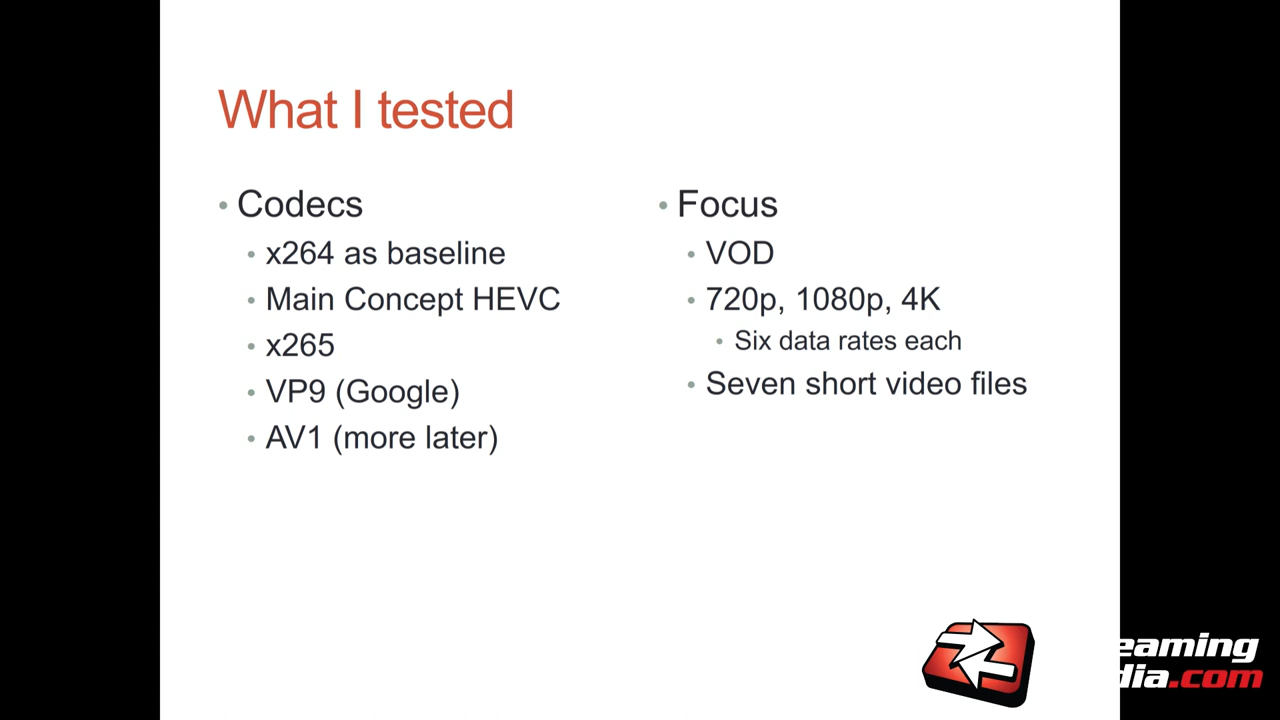 What I tested
• Codecs
• x264 as baseline
• Main Concept HEVC
• x265
• VP9 (Google)
• AV1 (more later)
• Focus
• VOD
• 720p, 1080p, 4K
• Six data rates each
• Seven short video files
eaming
dia.com